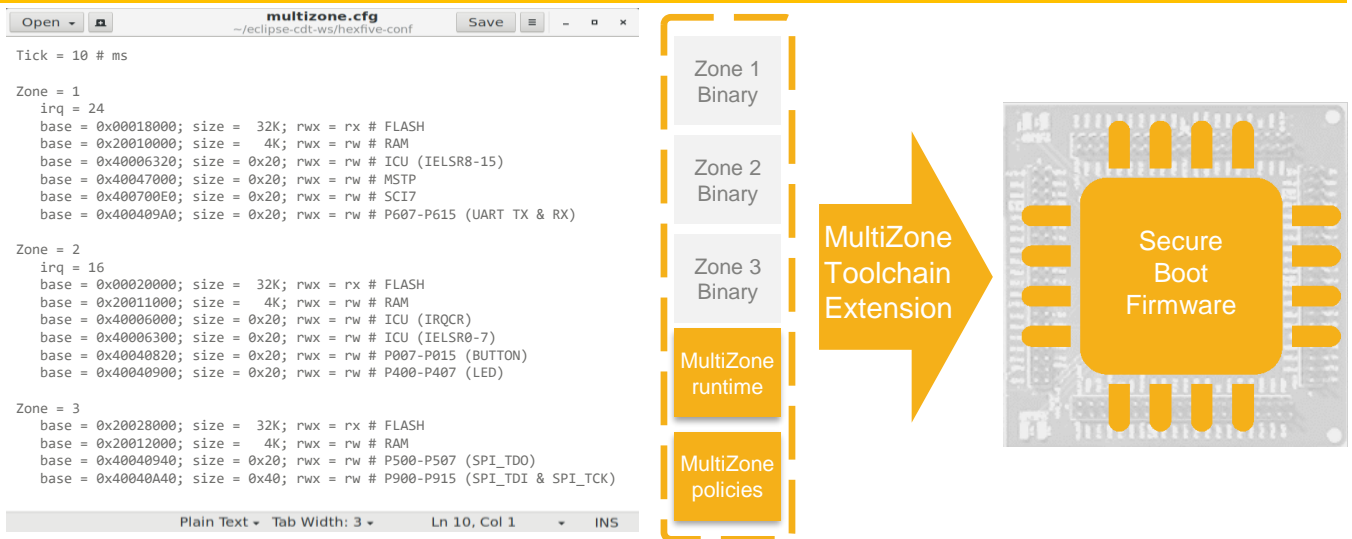 Open
multizone.cfg
~/eclipse-cdt-ws/hexfive-conf
Save
Tick = 10 # ms
Zone = 1
irq = 24
base = 0x00018000; size =  32K; rwx = rx # FLASH
base = 0x20010000; size =   4K; rwx = rw # RAM
base = 0x40006320; size = 0x20; rwx = rw # ICU (IELSR8-15)
base = 0x40047000; size = 0x20; rwx = rw # MSTP
base = 0x400700E0; size = 0x20; rwx = rw # SCI7
base = 0x400409A0; size = 0x20; rwx = rw # P607-P615 (UART TX & RX)
Zone = 2
irq = 16
base = 0x00020000; size =  32K; rwx = rx # FLASH
base = 0x20011000; size =   4K; rwx = rw # RAM
base = 0x40006000; size = 0x20; rwx = rw # ICU (IRQCR)
base = 0x40006300; size = 0x20; rwx = rw # ICU (IELSR0-7)
base = 0x40040820; size = 0x20; rwx = rw # P007-P015 (BUTTON)
base = 0x40040900; size = 0x20; rwx = rw # P400-P407 (LED)
Zone = 3
base = 0x20028000; size =  32K; rwx = rx # FLASH
base = 0x20012000; size =   4K; rwx = rw # RAM
base = 0x40040940; size = 0x20; rwx = rw # P500-P507 (SPI_TDO)
base = 0x40040A40; size = 0x40; rwx = rw # P900-P915 (SPI_TDI & SPI_TCK)
Plain Text
Tab Width: 3
Ln 10, Col 1
INS
Zone 1
Binary
Zone 2
Binary
Zone 3
Binary
MultiZone
runtime
MultiZone
policies
MultiZone
Toolchain
Extension
Secure
Boot
Firmware